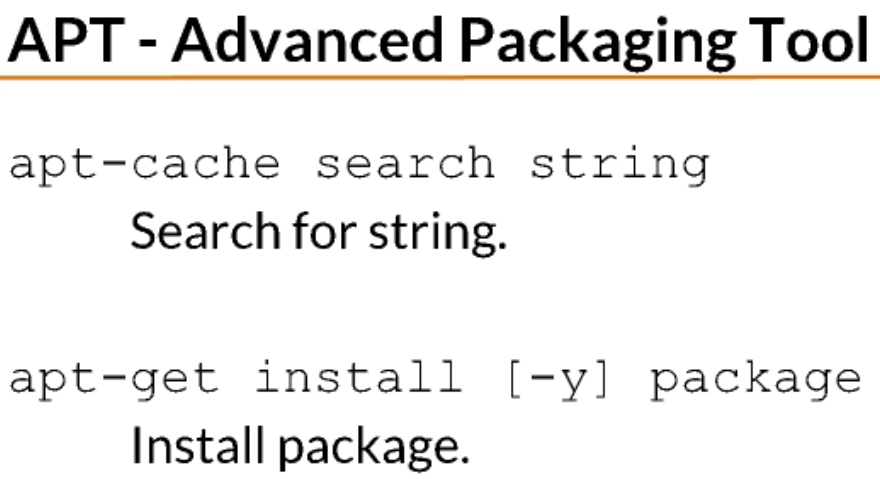 APT - Advanced Packaging Tool
apt-cache search string
Search for string.
apt-get install [-y] package
Install package.